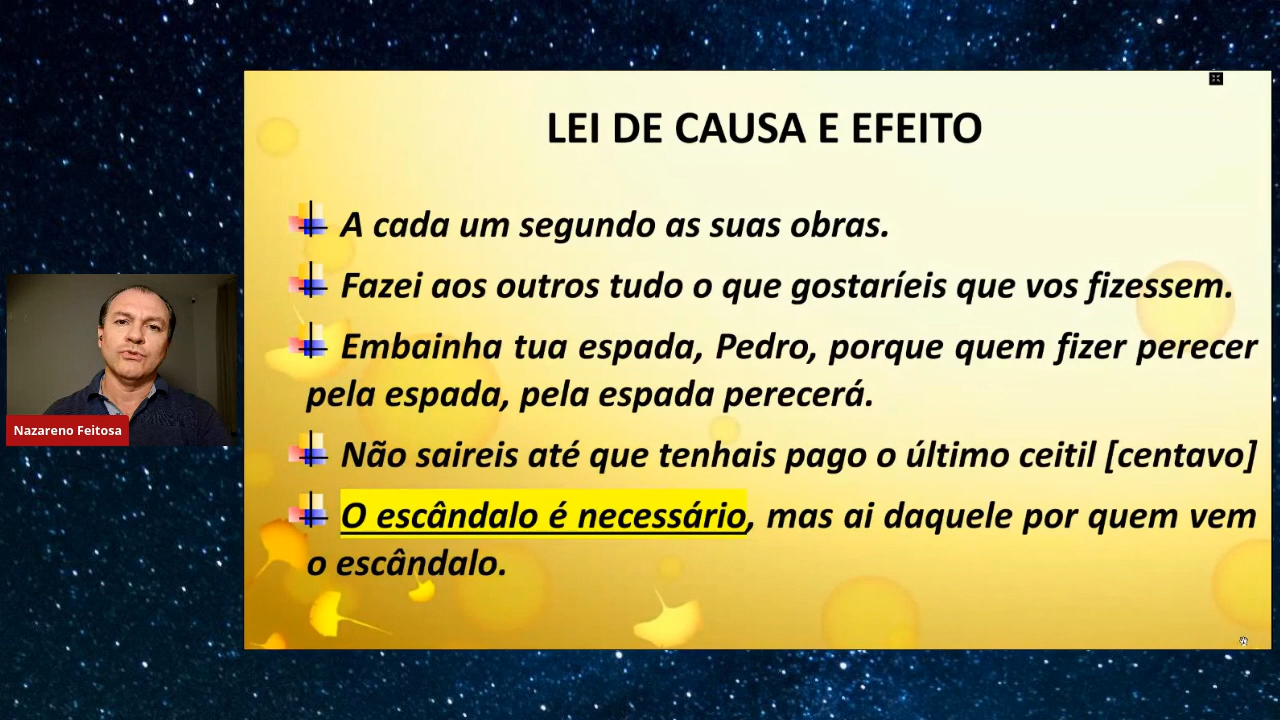 LEI DE CAUSA E EFEITO
A cada um segundo as suas obras.
Fazei aos outros tudo o que gostaríeis que vos fizessem.
Embainha tua espada, Pedro, porque quem fizer perecer
pela espada, pela espada perecerá.
Não saireis até que tenhais pago o último ceitil [centavo]
O escândalo é necessário, mas ai daquele por quem vem
o escândalo.
Nazareno Feitosa